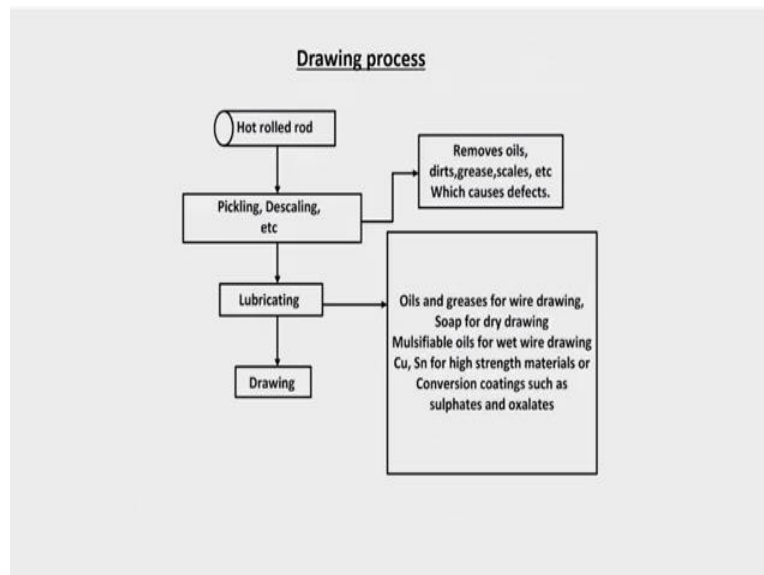 Drawing process
Hot rolled rod
Removes oils,
dirts,grease,scales, etc
Which causes defects.
Pickling, Descaling,
etc
Lubricating
Oils and greases for wire drawing,
Soap for dry drawing
Mulsifiable oils for wet wire drawing
Cu, Sn for high strength materials or
Conversion coatings such as
sulphates and oxalates
Drawing